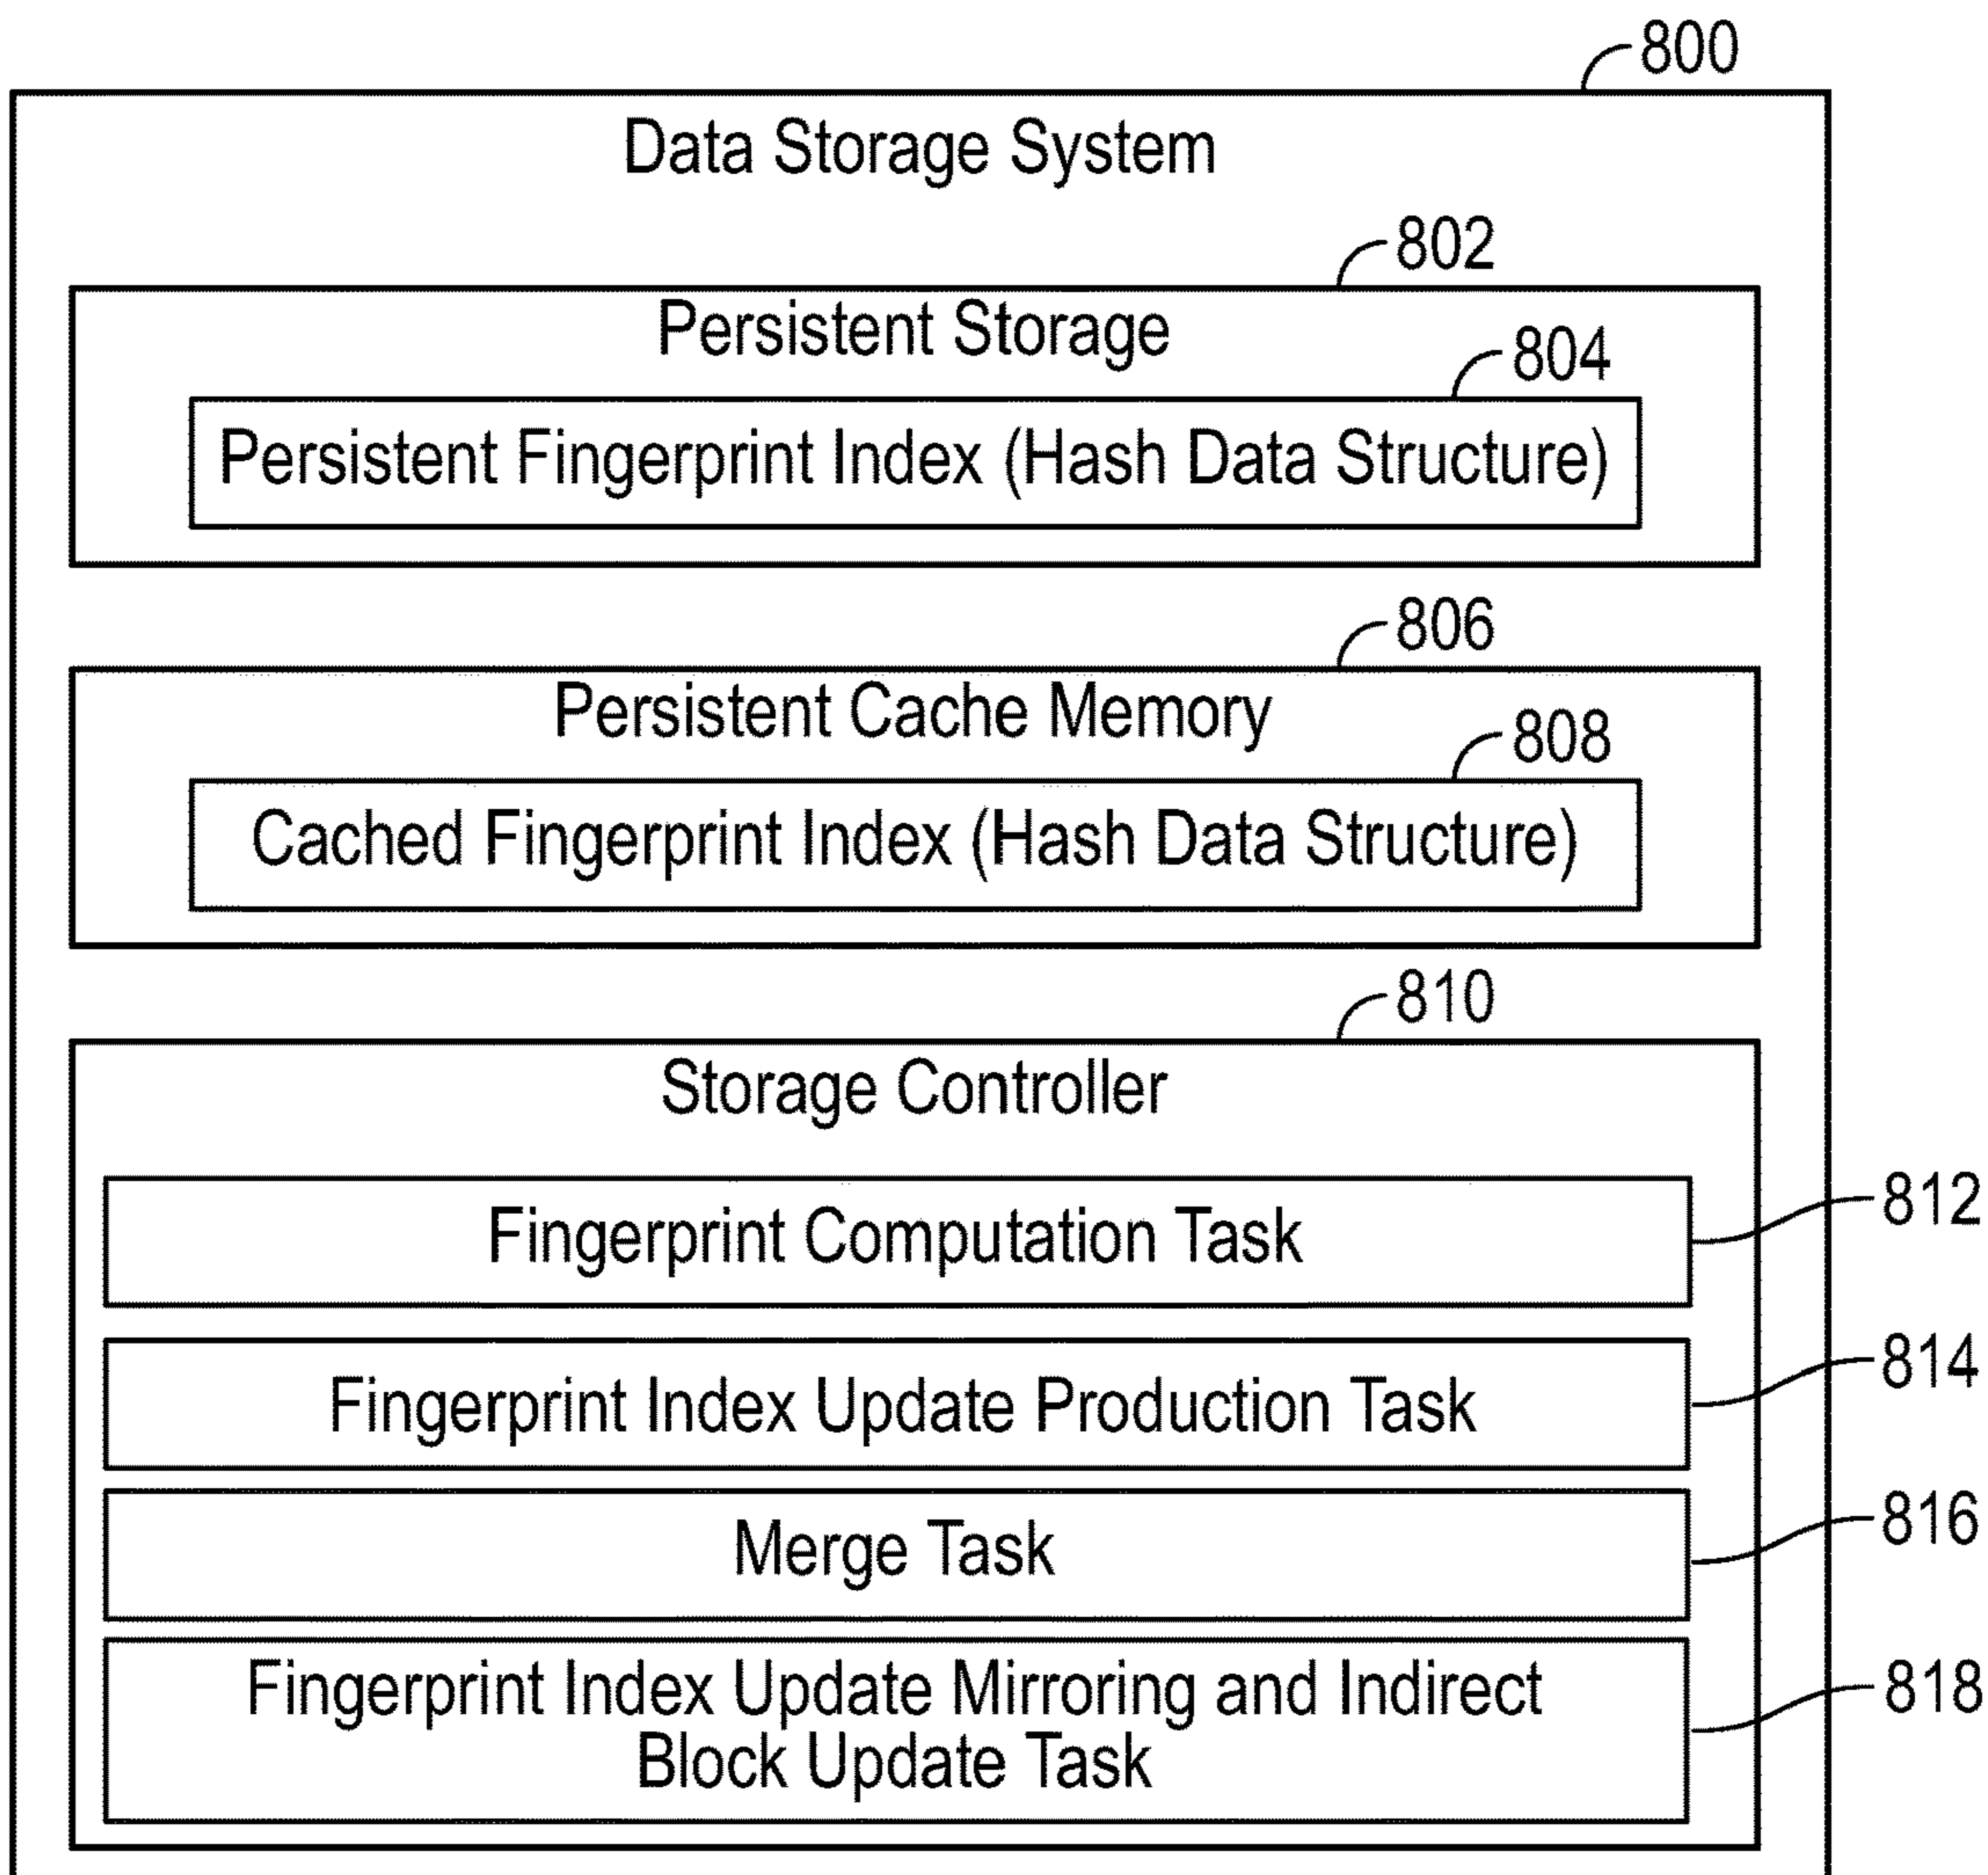 800
Data Storage System
802
Persistent Storage
804
Persistent Fingerprint Index (Hash Data Structure)
806
Persistent Cache Memory
808
Cached Fingerprint Index (Hash Data Structure)
810
Storage Controller
812
Fingerprint Computation Task
814
Fingerprint Index Update Production Task
816
Merge Task
818
Fingerprint Index Update Mirroring and Indirect
Block Update Task